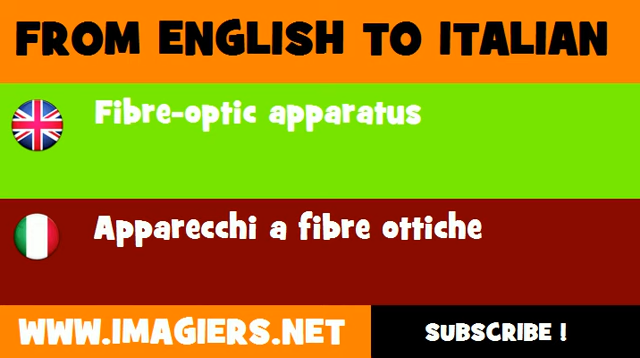 FROM ENGLISH TO ITALIAN
Fibre-optic apparatus
Apparecchi a fibre ottiche
WWW.IMAGIERS.NET
SUBSCRIBE !